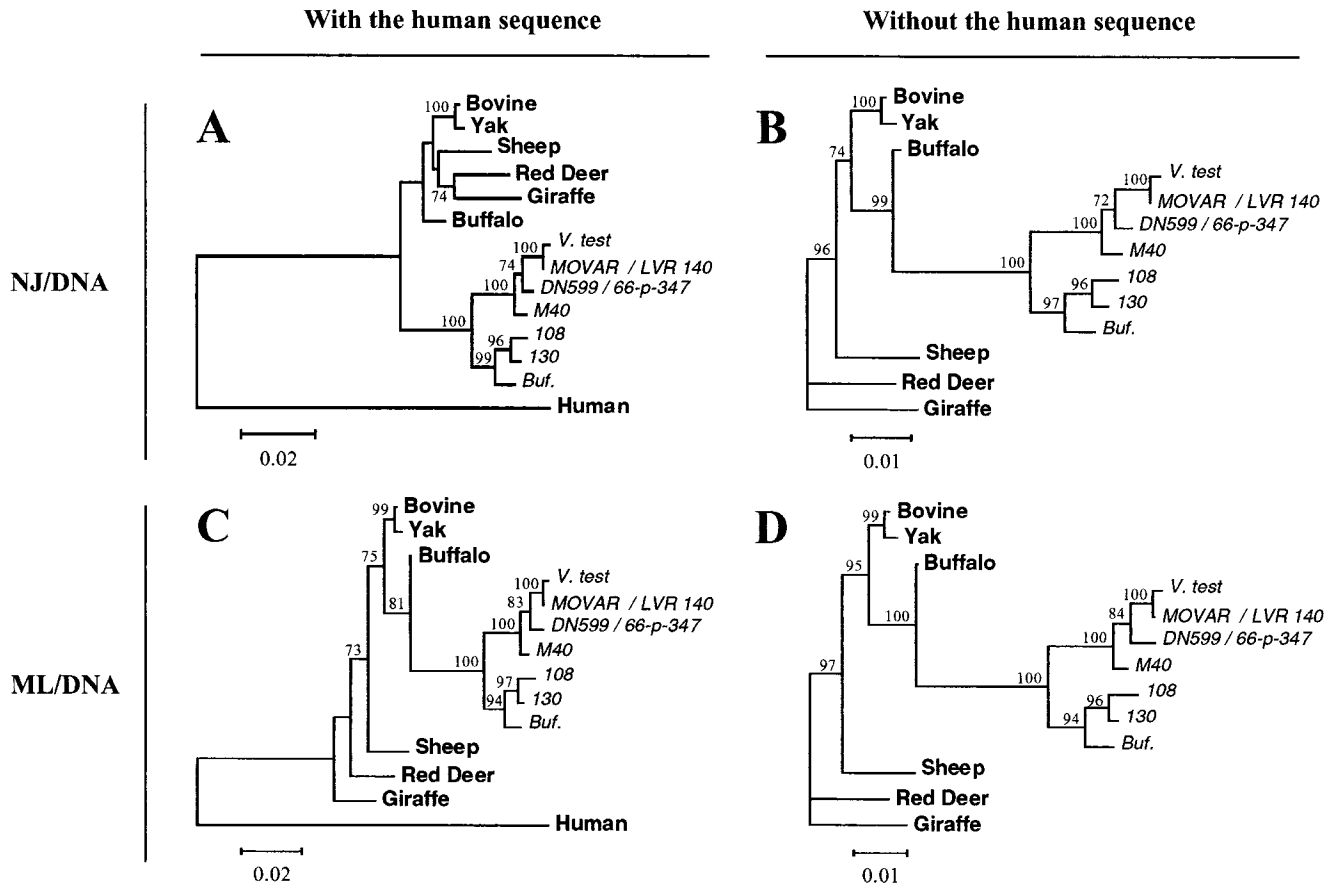 With the human sequence
Without the human sequence
NJ/DNA
ML/DNA
A
100
Bovine
Yak
Sheep
Red Deer
74
Giraffe
Buffalo
V. test
100
MOVAR / LVR 140
74
DN599 / 66-p-347
100
M40
100
108
96
130
99
Buf.
Human
0.02
B
100
Bovine
Yak
74
Buffalo
99
V. test
100
MOVAR / LVR 140
72
DN599 / 66-p-347
100
M40
96
100
108
96
130
97
Buf.
Sheep
Red Deer
Giraffe
0.01
C
99
Bovine
Yak
75
Buffalo
81
V. test
100
MOVAR / LVR 140
83
DN599 / 66-p-347
100
M40
73
100
108
97
130
94
Buf.
Sheep
Red Deer
Giraffe
Human
0.02
D
99
Bovine
Yak
95
Buffalo
100
V. test
100
MOVAR / LVR 140
84
DN599 / 66-p-347
100
M40
97
100
108
96
130
94
Buf.
Sheep
Red Deer
Giraffe
0.01